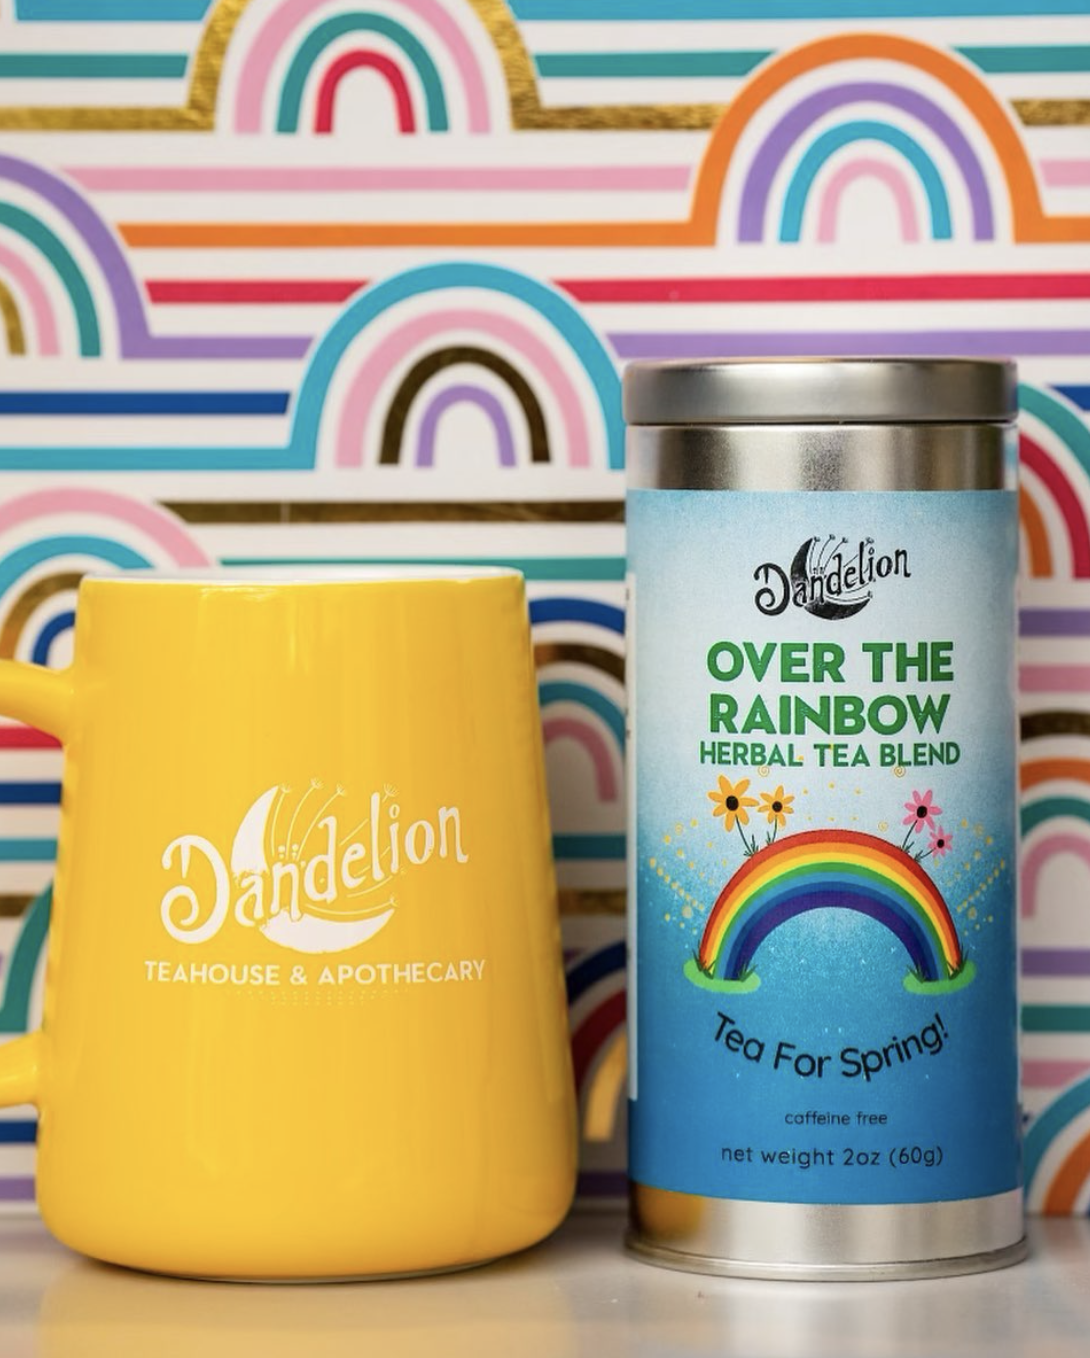 Dandelion
TEAHOUSE & APOTHECARY
Dandelion
OVER THE
RAINBOW
HERBAL TEA BLEND
Tea For Spring!
caffeine free
net weight 2oz (60g)